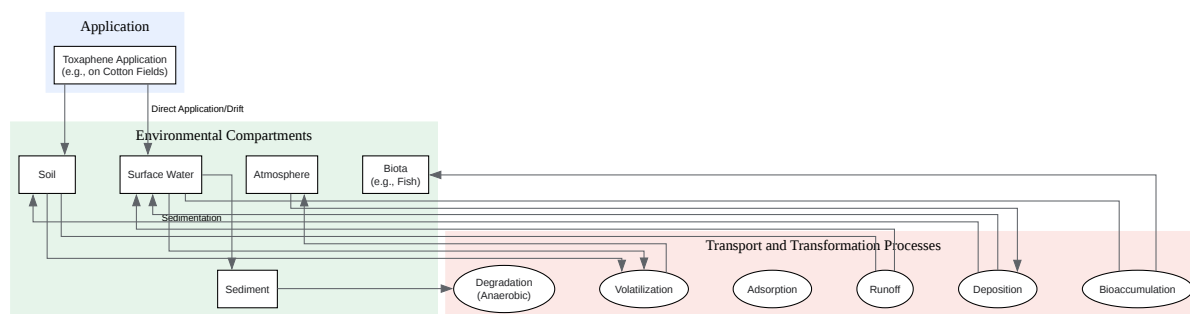 Application
Toxaphene Application
(e.g., on Cotton Fields)
Direct Application/Drift
Environmental Compartments
Soil
Surface Water
Atmosphere
Biota
(e.g., Fish)
Sedimentation
Transport and Transformation Processes
Sediment
Degradation
(Anaerobic)
Volatilization
Adsorption
Runoff
Deposition
Bioaccumulation